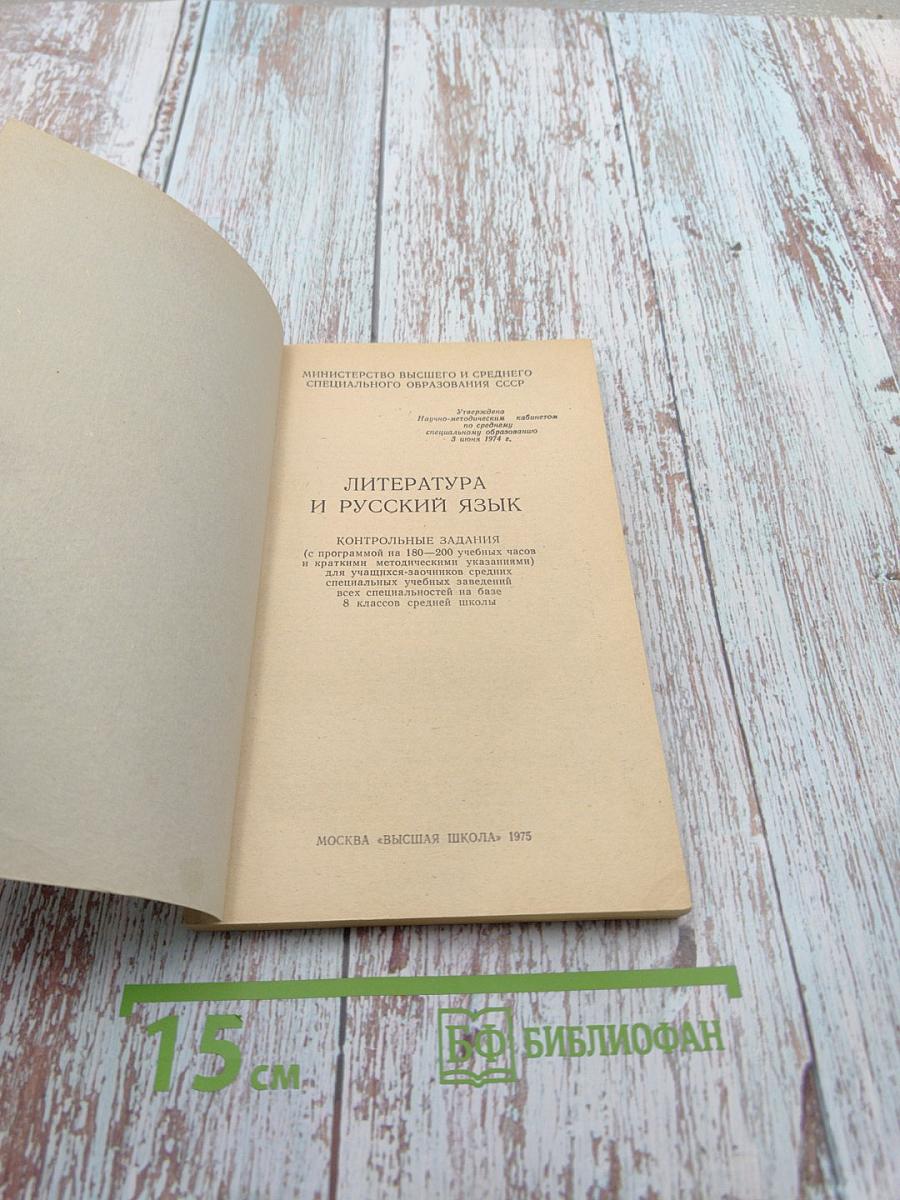 МИНИСТЕРСТВО ВЫСШЕГО И СРЕДНЕГО
СПЕЦИАЛЬНОГО ОБРАЗОВАНИЯ СССР
Утверждена
Научно-методическим кабинетом
по среднему
специальному образованию
3 июня 1974 г.
ЛИТЕРАТУРА
И РУССКИЙ ЯЗЫК
КОНТРОЛЬНЫЕ ЗАДАНИЯ
(с программой на 180—200 учебных часов
и краткими методическими указаниями)
для учащихся-заочников средних
специальных учебных заведений
всех специальностей на базе
8 классов средней школы
МОСКВА «ВЫСШАЯ ШКОЛА» 1975
15 см
БФ БИБЛИОФАН